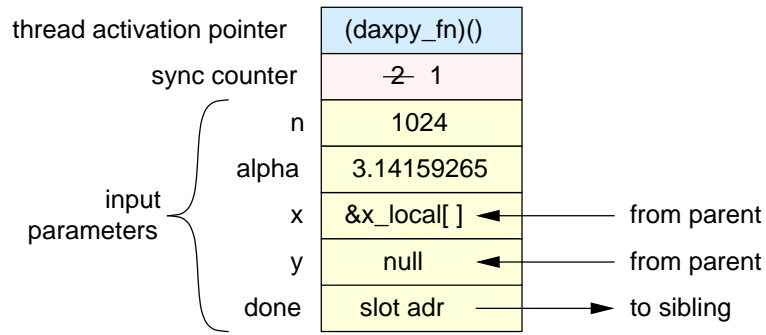 thread activation pointer (daxpy_fn)()
sync counter 2 1
n 1024
alpha 3.14159265
input
parameters
x &x_local[ ] from parent
y null from parent
done slot adr to sibling